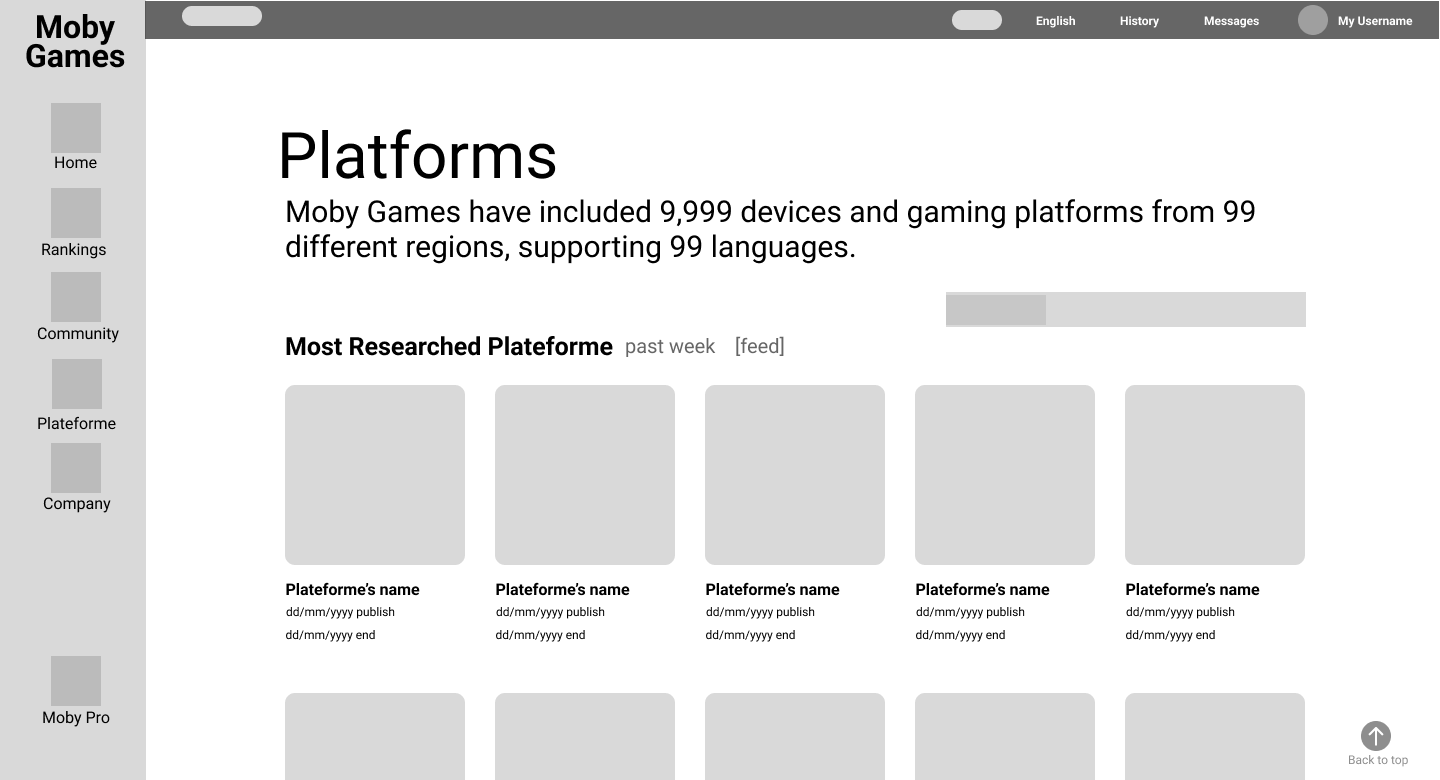 Moby
Games
English
History
Messages
My Username
Home
Rankings
Community
Plateforme
Company
Moby Pro
Platforms
Moby Games have included 9,999 devices and gaming platforms from 99
different regions, supporting 99 languages.
Most Researched Plateforme past week [feed]
Plateforme’s name
dd/mm/yyyy publish
dd/mm/yyyy end
Plateforme’s name
dd/mm/yyyy publish
dd/mm/yyyy end
Plateforme’s name
dd/mm/yyyy publish
dd/mm/yyyy end
Plateforme’s name
dd/mm/yyyy publish
dd/mm/yyyy end
Plateforme’s name
dd/mm/yyyy publish
dd/mm/yyyy end
Back to top